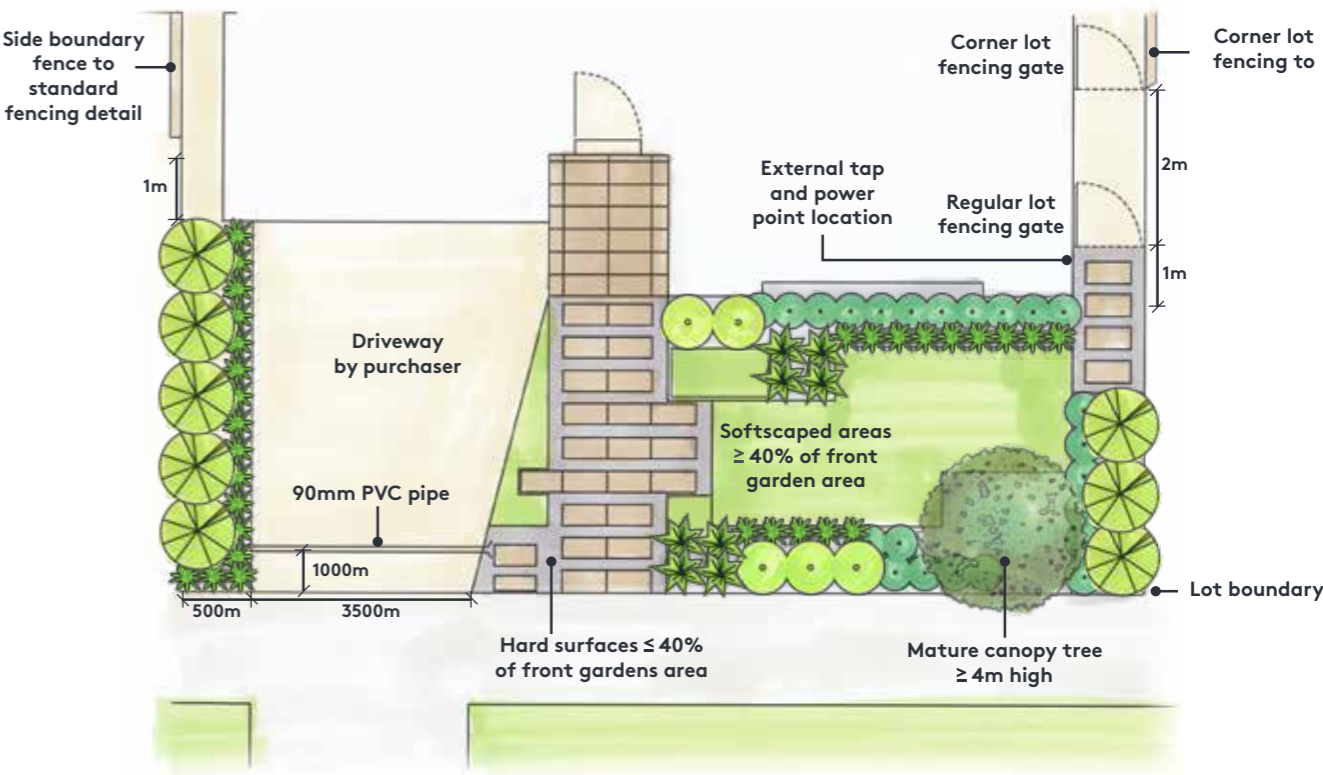 Side boundary
fence to
standard
fencing detail
Corner lot
fencing gate
Corner lot
fencing to
1m
External tap
and power
point location
Regular lot
fencing gate
2m
1m
Driveway
by purchaser
Softscaped areas
≥ 40% of front
garden area
90mm PVC pipe
1000m
500m
3500m
Lot boundary
Hard surfaces ≤ 40%
of front gardens area
Mature canopy tree
≥ 4m high